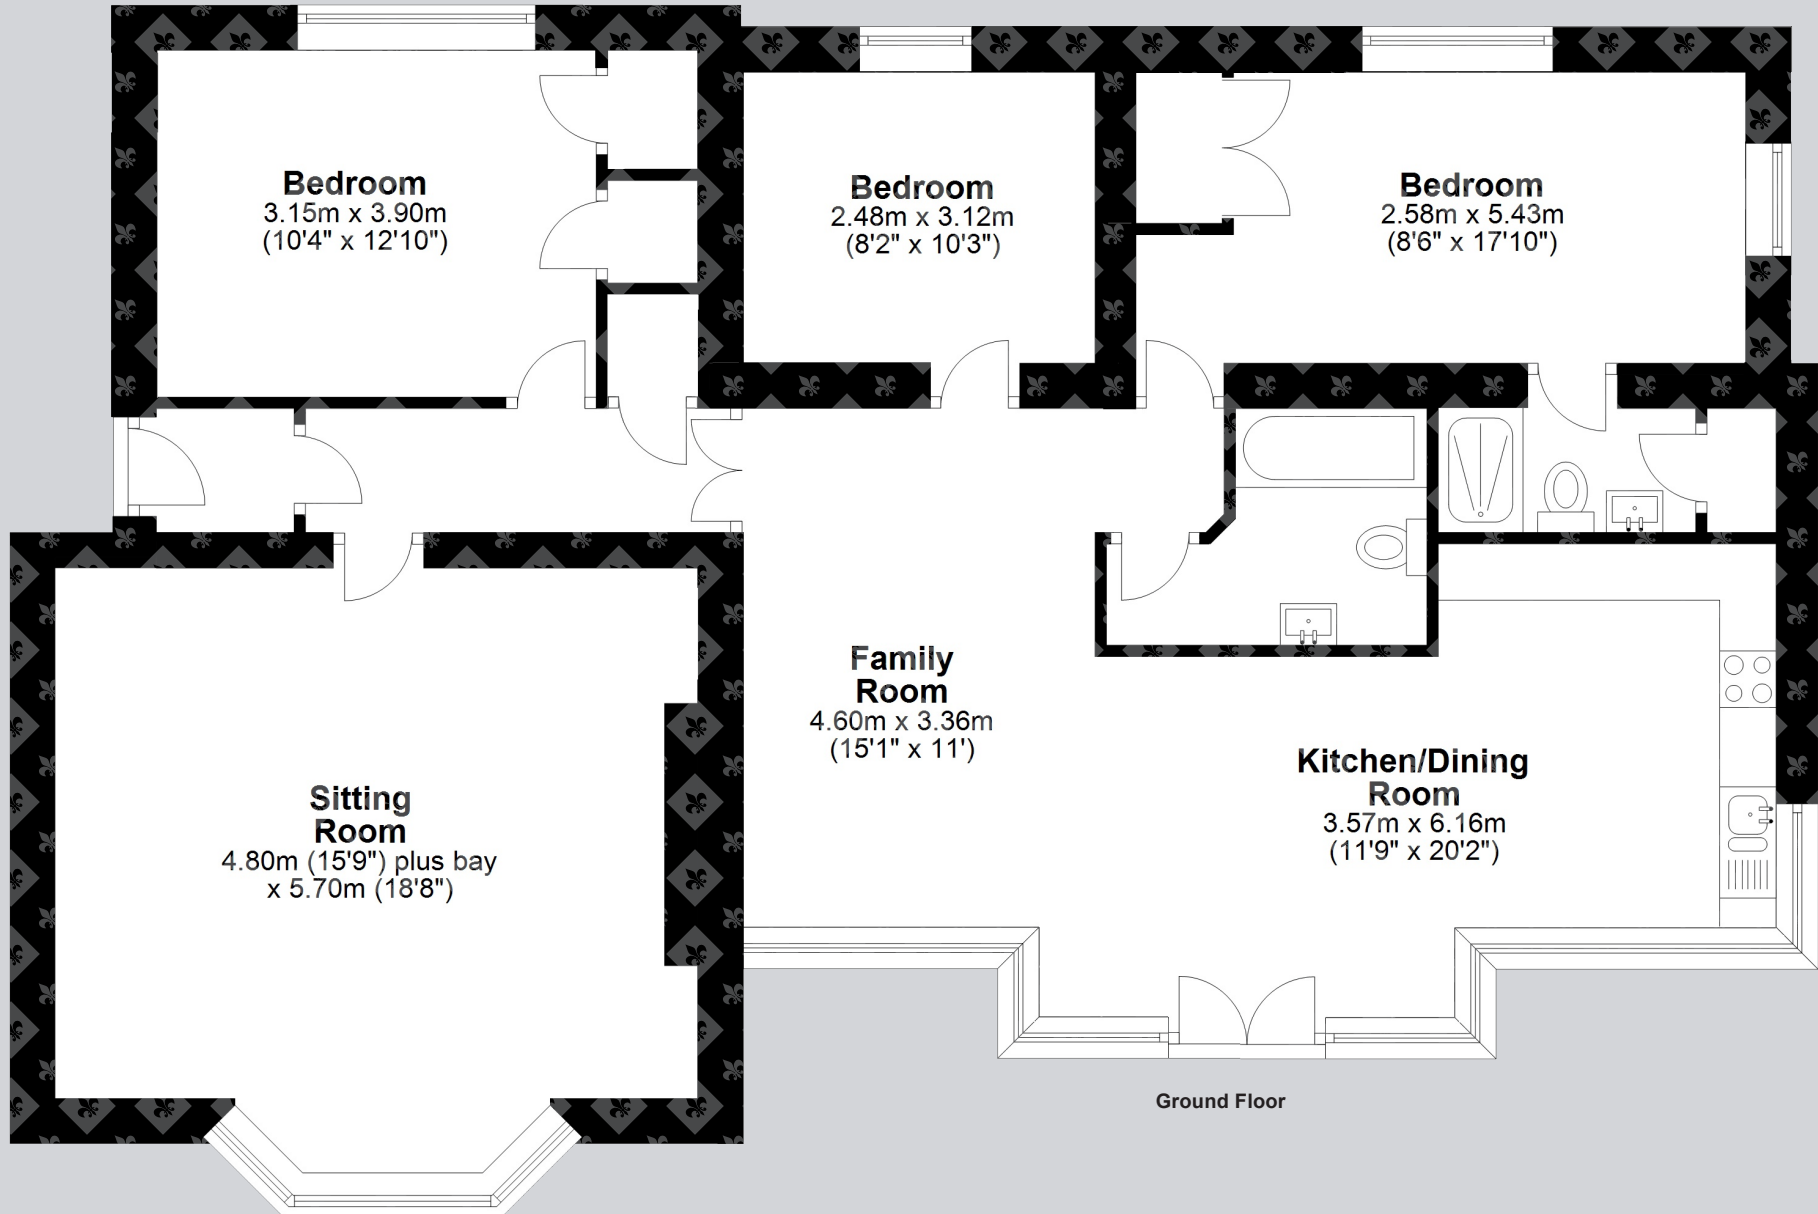 Bedroom
3.15m x 3.90m
(10'4" x 12'10")
Bedroom
2.48m x 3.12m
(8'2" x 10'3")
Bedroom
2.58m x 5.43m
(8'6" x 17'10")
Family
Room
4.60m x 3.36m
(15'1" x 11')
Kitchen/Dining
Room
3.57m x 6.16m
(11'9" x 20'2")
Sitting
Room
4.80m (15'9") plus bay
x 5.70m (18'8")
Ground Floor